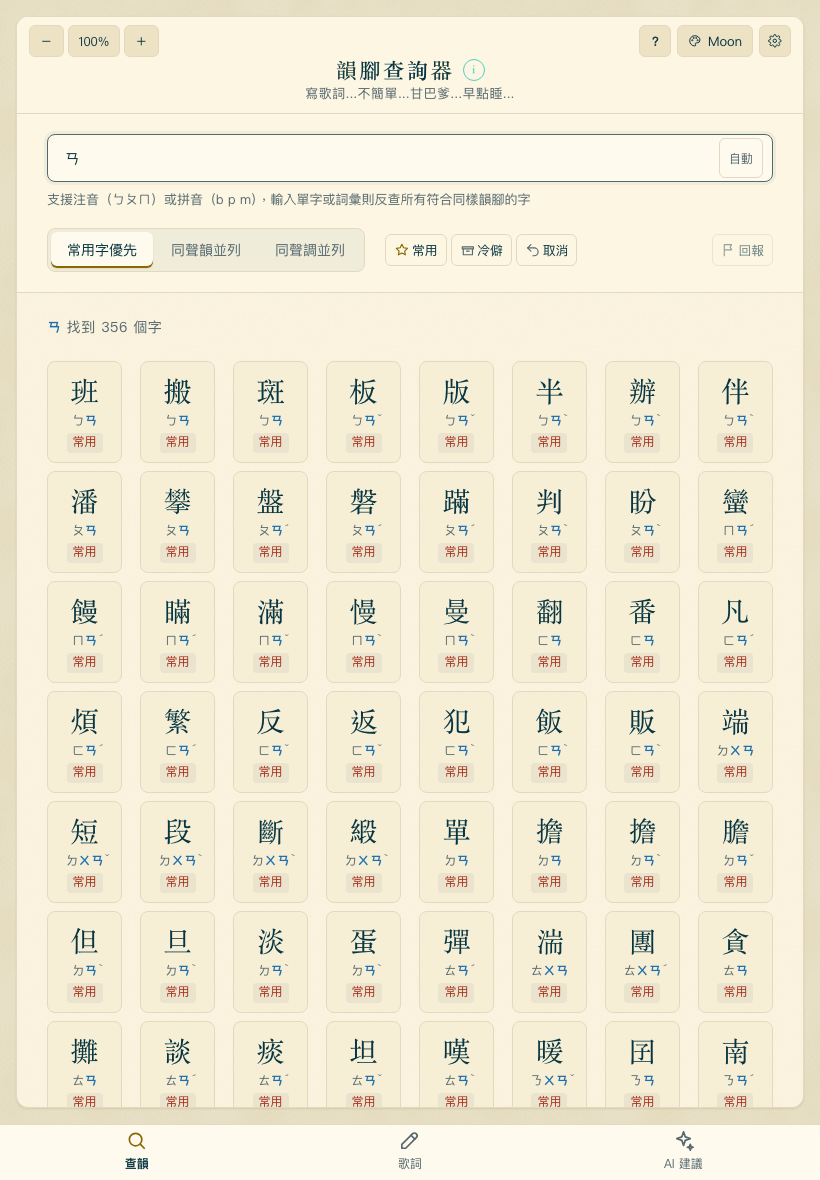 − 100% + ? Moon
韻腳查詢器 i
寫歌詞...不簡單...甘巴爹...早點睡...
ㄢ 自動
支援注音（ㄅㄆㄇ）或拼音（b p m)，輸入單字或詞彙則反查所有符合同樣韻腳的字
常用字優先 同聲韻並列 同聲調並列 常用 冷僻 取消 回報
ㄢ 找到 356 個字
班 搬 斑 板 版 半 辦 伴
ㄅㄢ ㄅㄢ ㄅㄢ ㄅㄢˇ ㄅㄢˇ ㄅㄢˋ ㄅㄢˋ ㄅㄢˋ
常用 常用 常用 常用 常用 常用 常用 常用
潘 攀 盤 磐 蹣 判 盼 蠻
ㄆㄢ ㄆㄢ ㄆㄢˊ ㄆㄢˊ ㄆㄢˊ ㄆㄢˋ ㄆㄢˋ ㄇㄢˊ
常用 常用 常用 常用 常用 常用 常用 常用
饅 瞞 滿 慢 曼 翻 番 凡
ㄇㄢˊ ㄇㄢˊ ㄇㄢˇ ㄇㄢˋ ㄇㄢˋ ㄈㄢ ㄈㄢ ㄈㄢˊ
常用 常用 常用 常用 常用 常用 常用 常用
煩 繁 反 返 犯 飯 販 端
ㄈㄢˊ ㄈㄢˊ ㄈㄢˇ ㄈㄢˇ ㄈㄢˋ ㄈㄢˋ ㄈㄢˋ ㄉㄨㄢ
常用 常用 常用 常用 常用 常用 常用 常用
短 段 斷 緞 單 擔 擔 膽
ㄉㄨㄢˇ ㄉㄨㄢˋ ㄉㄨㄢˋ ㄉㄨㄢˋ ㄉㄢ ㄉㄢ ㄉㄢˋ ㄉㄢˇ
常用 常用 常用 常用 常用 常用 常用 常用
但 旦 淡 蛋 彈 湍 團 貪
ㄉㄢˋ ㄉㄢˋ ㄉㄢˋ ㄉㄢˋ ㄊㄢˊ ㄊㄨㄢ ㄊㄨㄢˊ ㄊㄢ
常用 常用 常用 常用 常用 常用 常用 常用
攤 談 痰 坦 嘆 暖 囝 南
ㄊㄢ ㄊㄢˊ ㄊㄢˊ ㄊㄢˇ ㄊㄢˋ ㄋㄨㄢˇ ㄋㄢ ㄋㄢˊ
常用 常用 常用 常用 常用 常用 常用 常用
查韻 歌詞 AI 建議